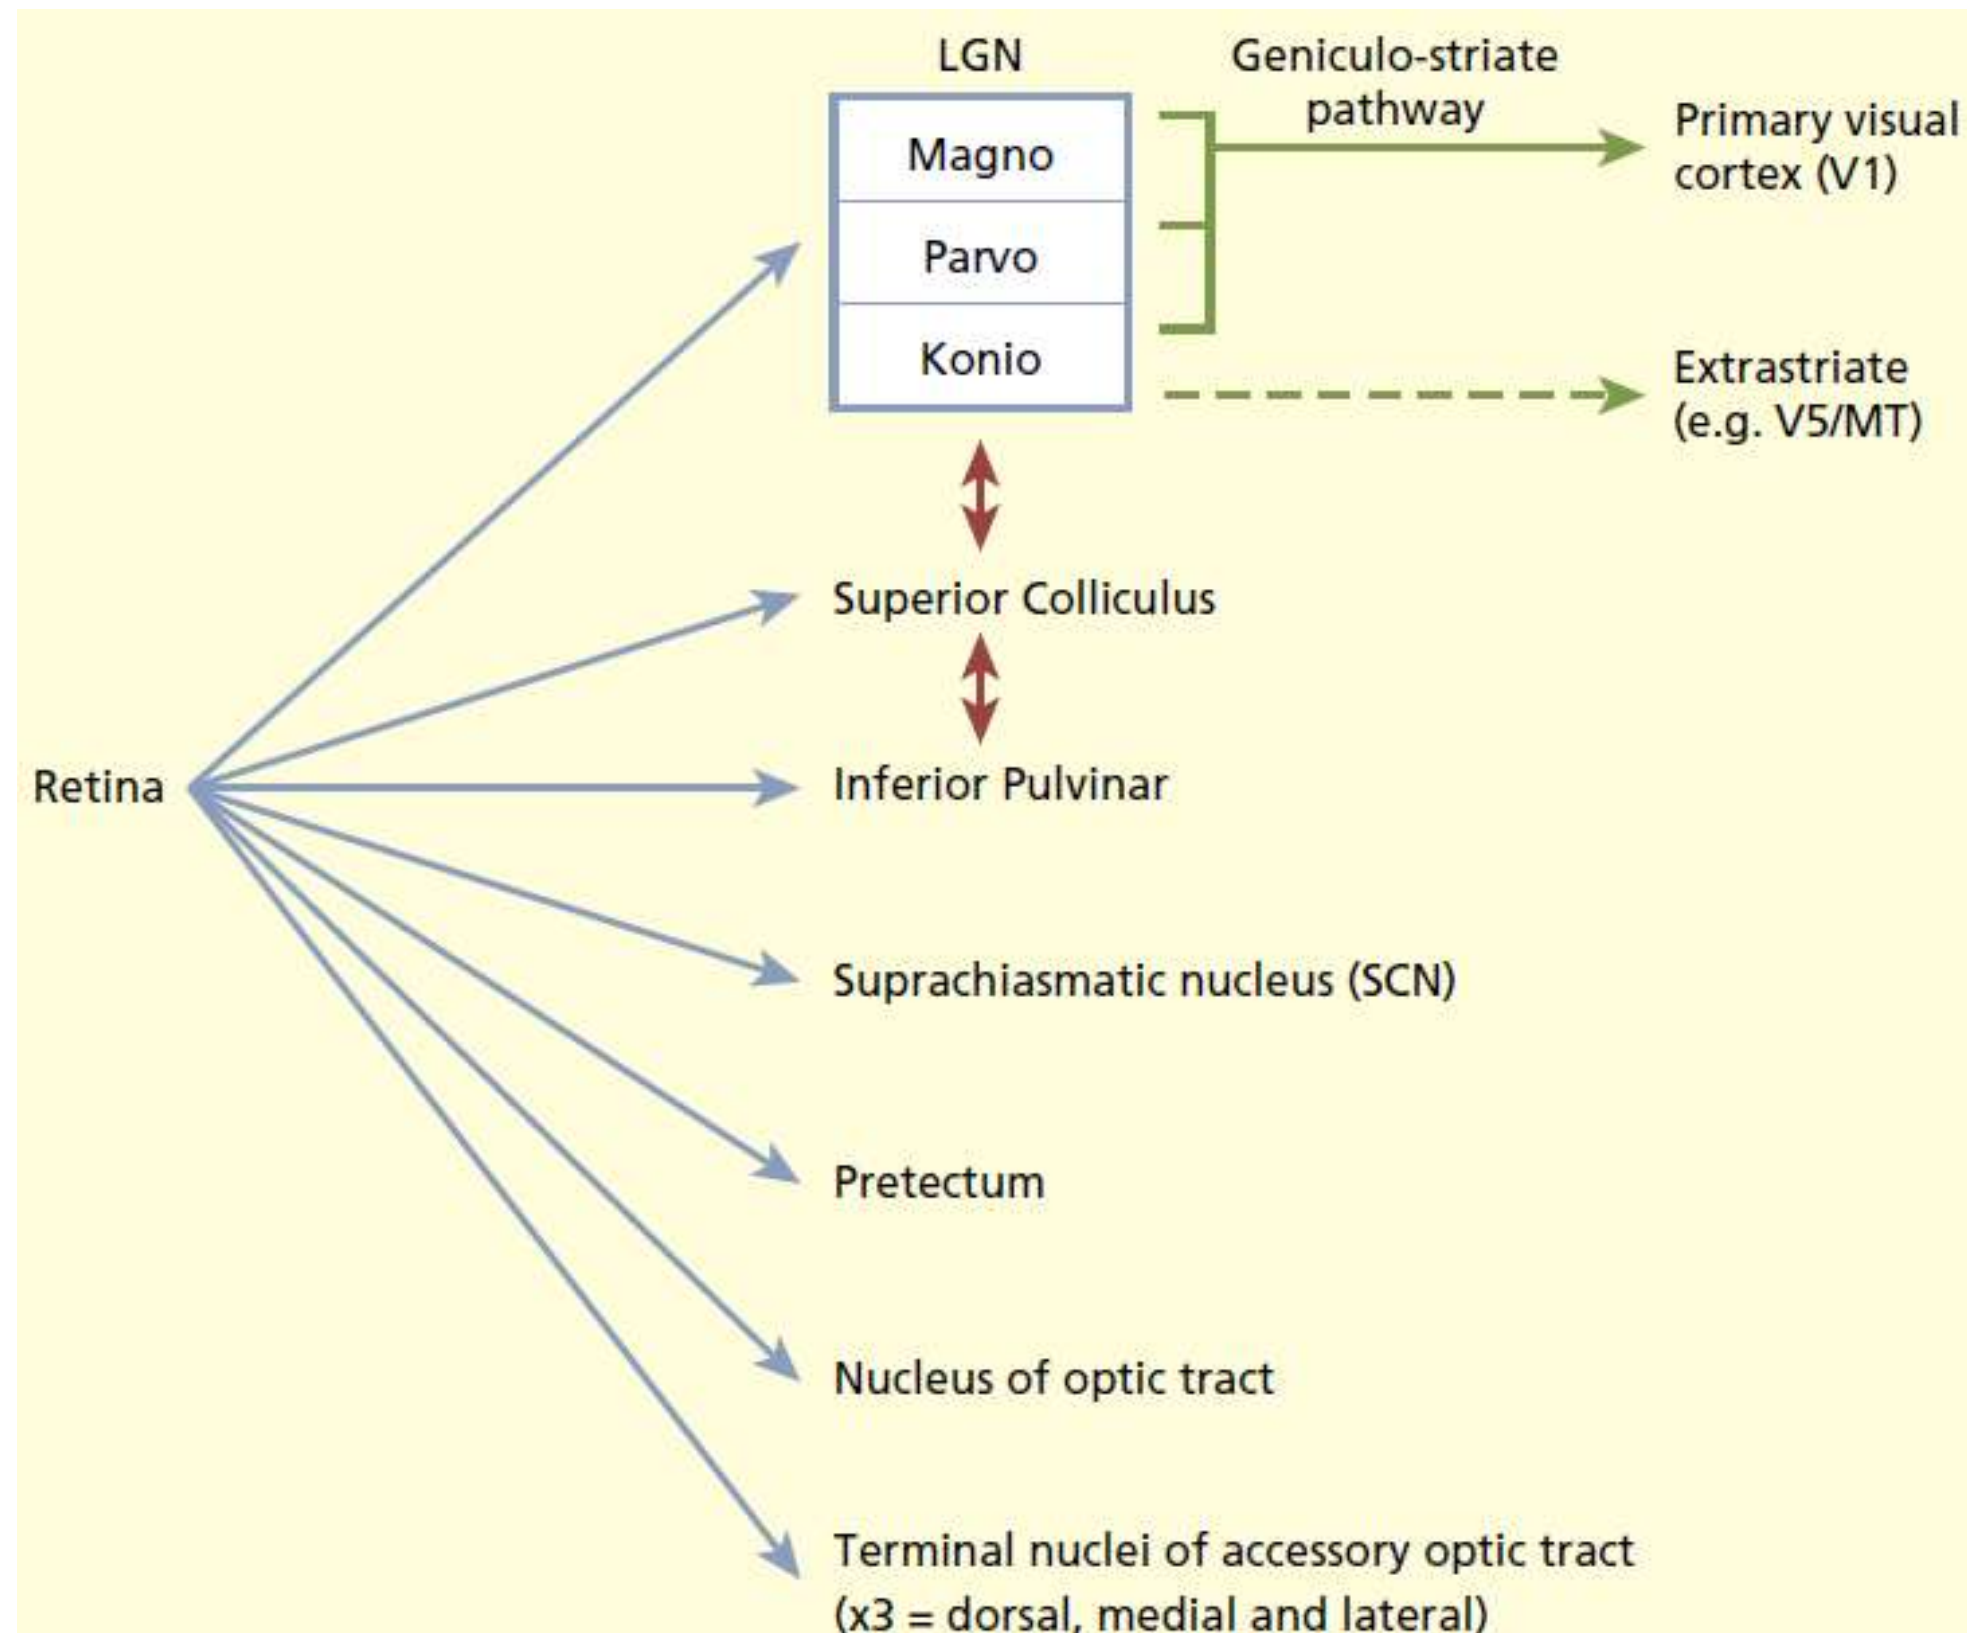 LGN
Geniculo-striate
pathway
Primary visual
cortex (V1)
Magno
Parvo
Konio
Extrastriate
(e.g. V5/MT)
Superior Colliculus
Retina
Inferior Pulvinar
Suprachiasmatic nucleus (SCN)
Pretectum
Nucleus of optic tract
Terminal nuclei of accessory optic tract
(x3 = dorsal, medial and lateral)